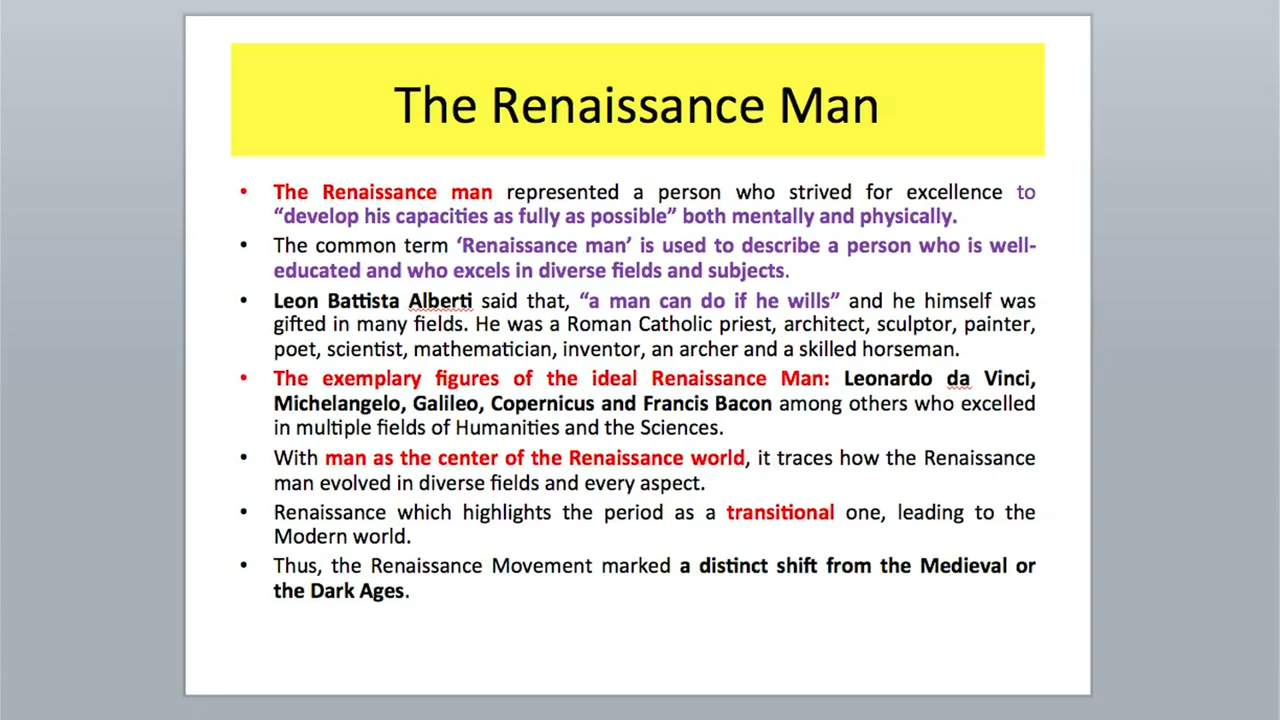 The Renaissance Man
• The Renaissance man represented a person who strived for excellence to
“develop his capacities as fully as possible” both mentally and physically.
• The common term ‘Renaissance man’ is used to describe a person who is well-
educated and who excels in diverse fields and subjects.
• Leon Battista Alberti said that, “a man can do if he wills” and he himself was
gifted in many fields. He was a Roman Catholic priest, architect, sculptor, painter,
poet, scientist, mathematician, inventor, an archer and a skilled horseman.
• The exemplary figures of the ideal Renaissance Man: Leonardo da Vinci,
Michelangelo, Galileo, Copernicus and Francis Bacon among others who excelled
in multiple fields of Humanities and the Sciences.
• With man as the center of the Renaissance world, it traces how the Renaissance
man evolved in diverse fields and every aspect.
• Renaissance which highlights the period as a transitional one, leading to the
Modern world.
• Thus, the Renaissance Movement marked a distinct shift from the Medieval or
the Dark Ages.